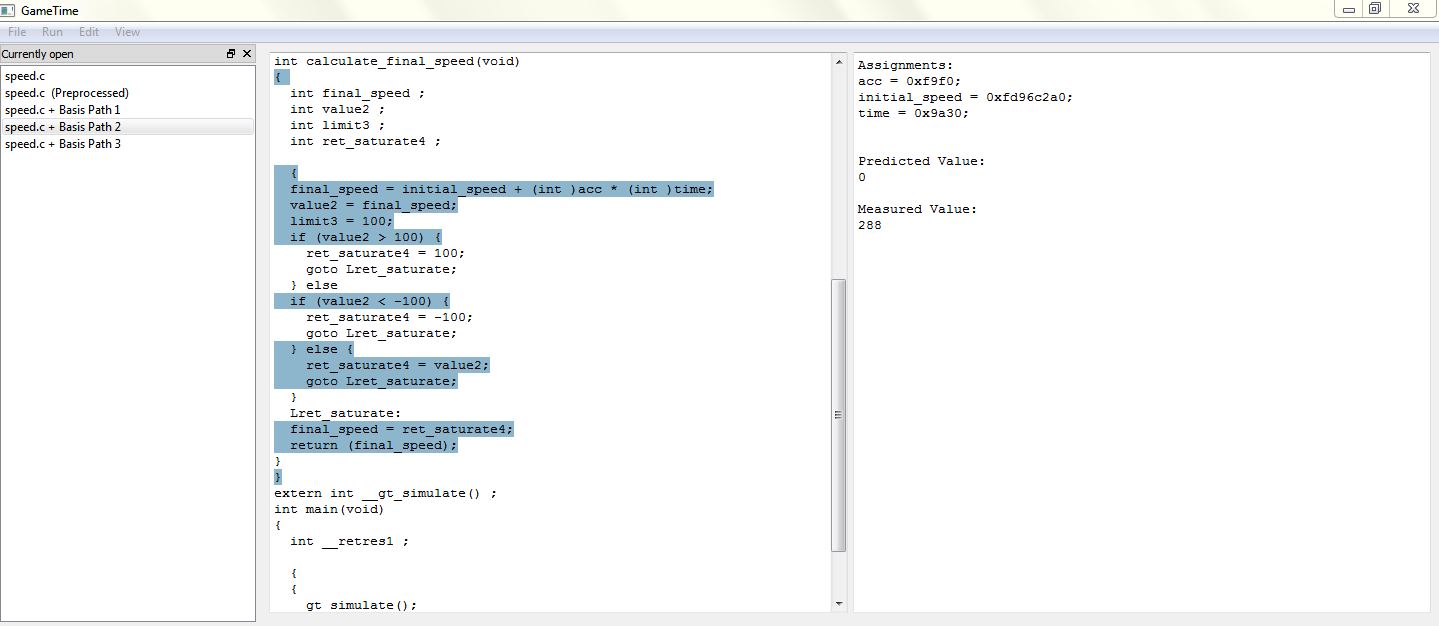 GameTime
File Run Edit View
Currently open
speed.c
speed.c (Preprocessed)
speed.c + Basis Path 1
speed.c + Basis Path 2
speed.c + Basis Path 3
int calculate_final_speed(void)
{
  int final_speed ;
  int value2 ;
  int limit3 ;
  int ret_saturate4 ;
  {
  final_speed = initial_speed + (int )acc * (int )time;
  value2 = final_speed;
  limit3 = 100;
  if (value2 > 100) {
    ret_saturate4 = 100;
    goto Lret_saturate;
  } else
  if (value2 < -100) {
    ret_saturate4 = -100;
    goto Lret_saturate;
  } else {
    ret_saturate4 = value2;
    goto Lret_saturate;
  }
  Lret_saturate:
  final_speed = ret_saturate4;
  return (final_speed);
}
}
extern int __gt_simulate() ;
int main(void)
{
  int __retres1 ;
  {
  {
    gt simulate();
Assignments:
acc = 0xf9f0;
initial_speed = 0xfd96c2a0;
time = 0x9a30;
Predicted Value:
0
Measured Value:
288